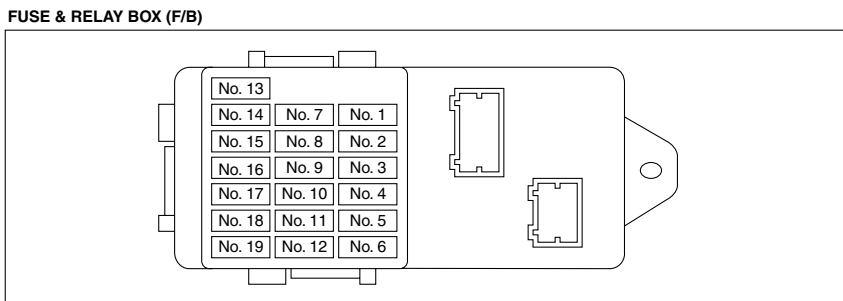 FUSE & RELAY BOX (F/B)
No. 13
No. 14 No. 7 No. 1
No. 15 No. 8 No. 2
No. 16 No. 9 No. 3
No. 17 No. 10 No. 4
No. 18 No. 11 No. 5
No. 19 No. 12 No. 6